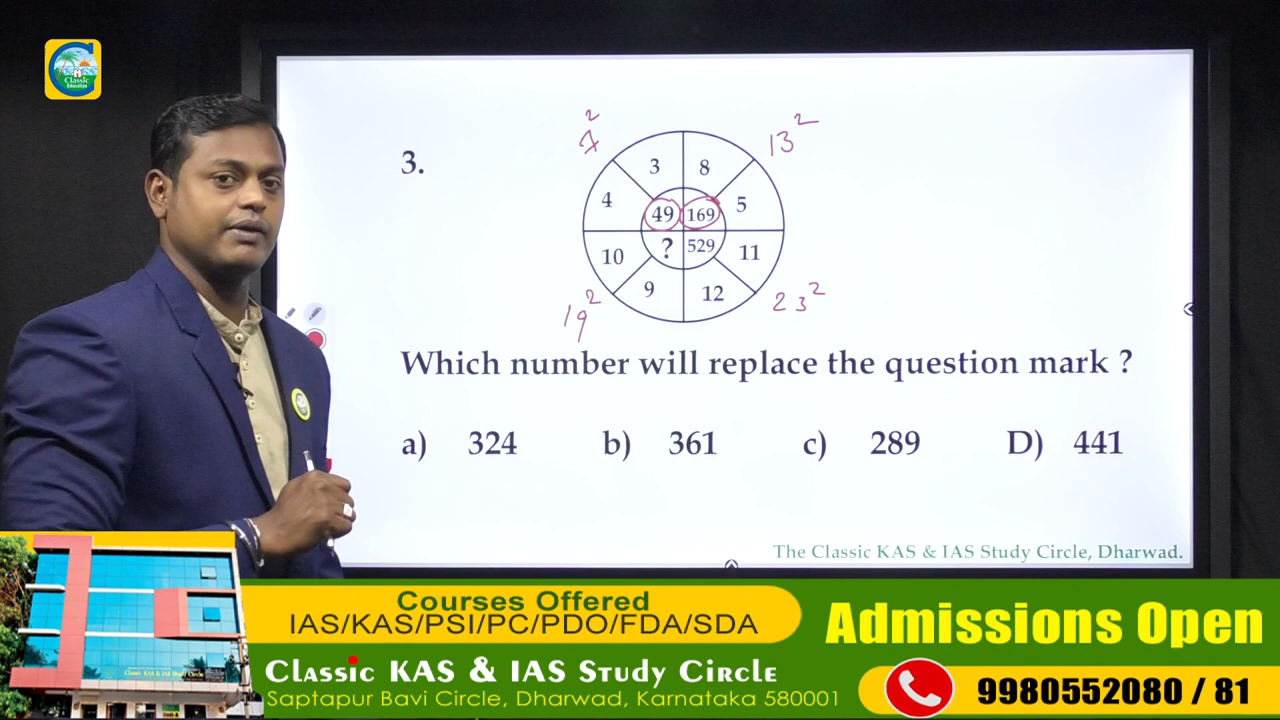 Classic
Education
3.
7²
13²
3
8
4
49
169
5
10
?
529
11
9
12
19²
23²
Which number will replace the question mark ?
a) 324 b) 361 c) 289 D) 441
The Classic KAS & IAS Study Circle, Dharwad.
Courses Offered
IAS/KAS/PSI/PC/PDO/FDA/SDA
Admissions Open
Classic KAS & IAS Study Circle
Saptapur Bavi Circle, Dharwad, Karnataka 580001
9980552080 / 81